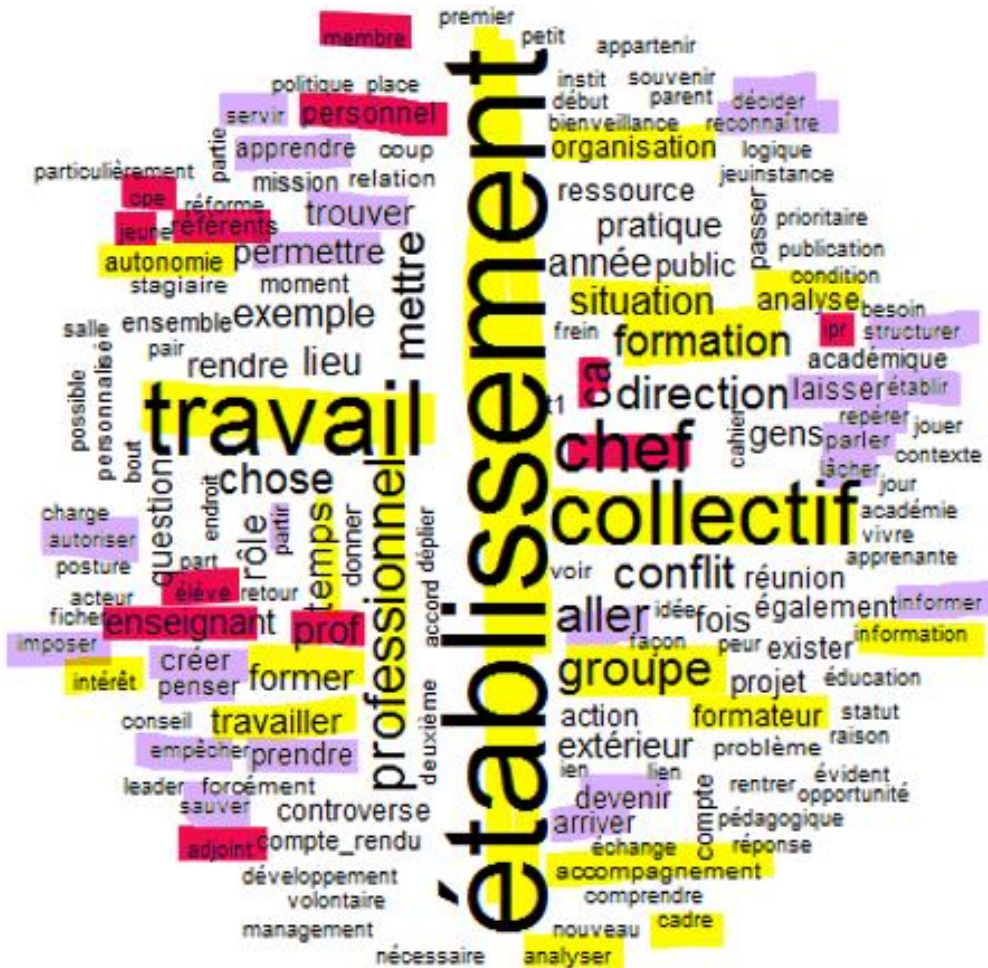 premier
membre
petit
appartenir
politique place
instit souvenir
servir personnel
début parent décider
bienveillance reconnaître
partie apprendre coup
organisation logique
particulièrement
mission relation
ressource jeuinstance
cpe réforme trouver
pratique passer prioritaire
jeune référents
autonomie permettre
année public publication
stagiaire moment
mettre
situation analyse condition
salle ensemble exemple
frein formation ipr besoin
structurer
pair rendre lieu
académique
possible personnalisé
ca direction laisser établir
travail
t1
repérer jouer
bout
chef cahier gens parler contexte
question endroit chose
lâcher jour
charge
collectif académie
autoriser rôle partir temps donner professionnel accord déplier
vivre
posture part
apprenante
voir conflit réunion
acteur élève retour
fichet enseignant prof
aller idée fois également informer
imposer
façon peur exister information
intérêt créer penser former
groupe projet éducation
conseil travailler
deuxième
action formateur statut
empêcher prendre
extérieur problème raison
leader forcément
ien lien rentrer évident
sauver controverse
devenir compte opportunité
arriver pédagogique
adjoint compte_rendu
échange réponse
développement
accompagnement
volontaire
comprendre
management
nouveau cadre
nécessaire
analyser
établissement